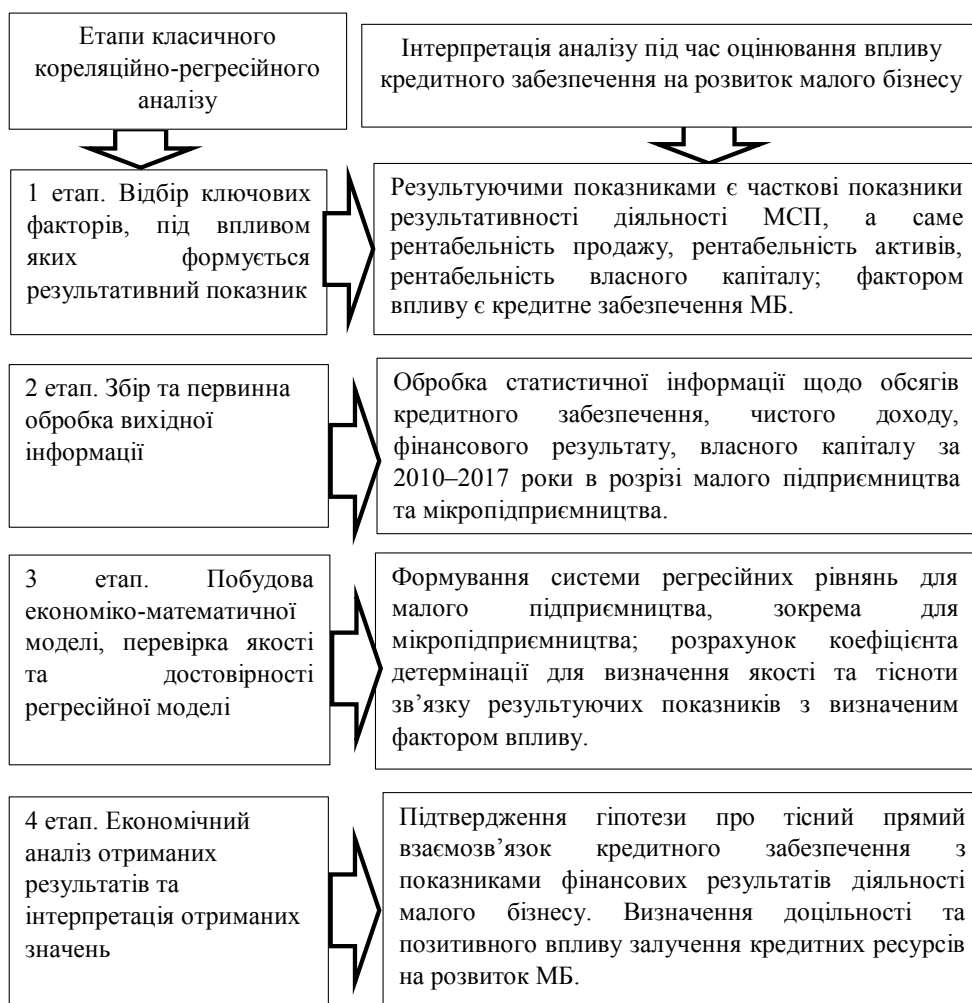 Етапи класичного
кореляційно-регресійного
аналізу
Інтерпретація аналізу під час оцінювання впливу
кредитного забезпечення на розвиток малого бізнесу
1 етап. Відбір ключових
факторів, під впливом
яких формується
результативний показник
Результуючими показниками є часткові показники
результативності діяльності МСП, а саме
рентабельність продажу, рентабельність активів,
рентабельність власного капіталу; фактором
впливу є кредитне забезпечення МБ.
2 етап. Збір та первинна
обробка вихідної
інформації
Обробка статистичної інформації щодо обсягів
кредитного забезпечення, чистого доходу,
фінансового результату, власного капіталу за
2010–2017 роки в розрізі малого підприємництва
та мікропідприємництва.
3 етап. Побудова
економіко-математичної
моделі, перевірка якості
та достовірності
регресійної моделі
Формування системи регресійних рівнянь для
малого підприємництва, зокрема для
мікропідприємництва; розрахунок коефіцієнта
детермінації для визначення якості та тісноти
зв’язку результуючих показників з визначеним
фактором впливу.
4 етап. Економічний
аналіз отриманих
результатів та
інтерпретація отриманих
значень
Підтвердження гіпотези про тісний прямий
взаємозв’язок кредитного забезпечення з
показниками фінансових результатів діяльності
малого бізнесу. Визначення доцільності та
позитивного впливу залучення кредитних ресурсів
на розвиток МБ.